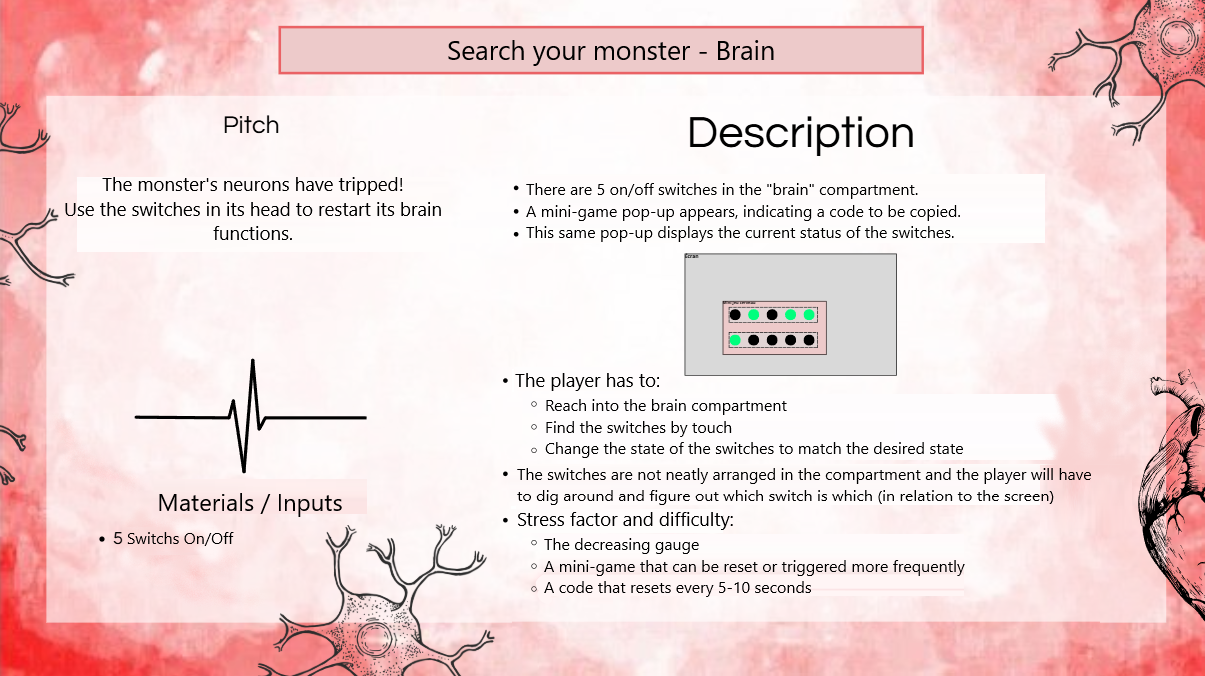 Search your monster - Brain
Pitch
The monster's neurons have tripped!
Use the switches in its head to restart its brain
functions.
Materials / Inputs
• 5 Switchs On/Off
Description
• There are 5 on/off switches in the "brain" compartment.
• A mini-game pop-up appears, indicating a code to be copied.
• This same pop-up displays the current status of the switches.
Écran
• The player has to:
○ Reach into the brain compartment
○ Find the switches by touch
○ Change the state of the switches to match the desired state
• The switches are not neatly arranged in the compartment and the player will have
to dig around and figure out which switch is which (in relation to the screen)
• Stress factor and difficulty:
○ The decreasing gauge
○ A mini-game that can be reset or triggered more frequently
○ A code that resets every 5-10 seconds